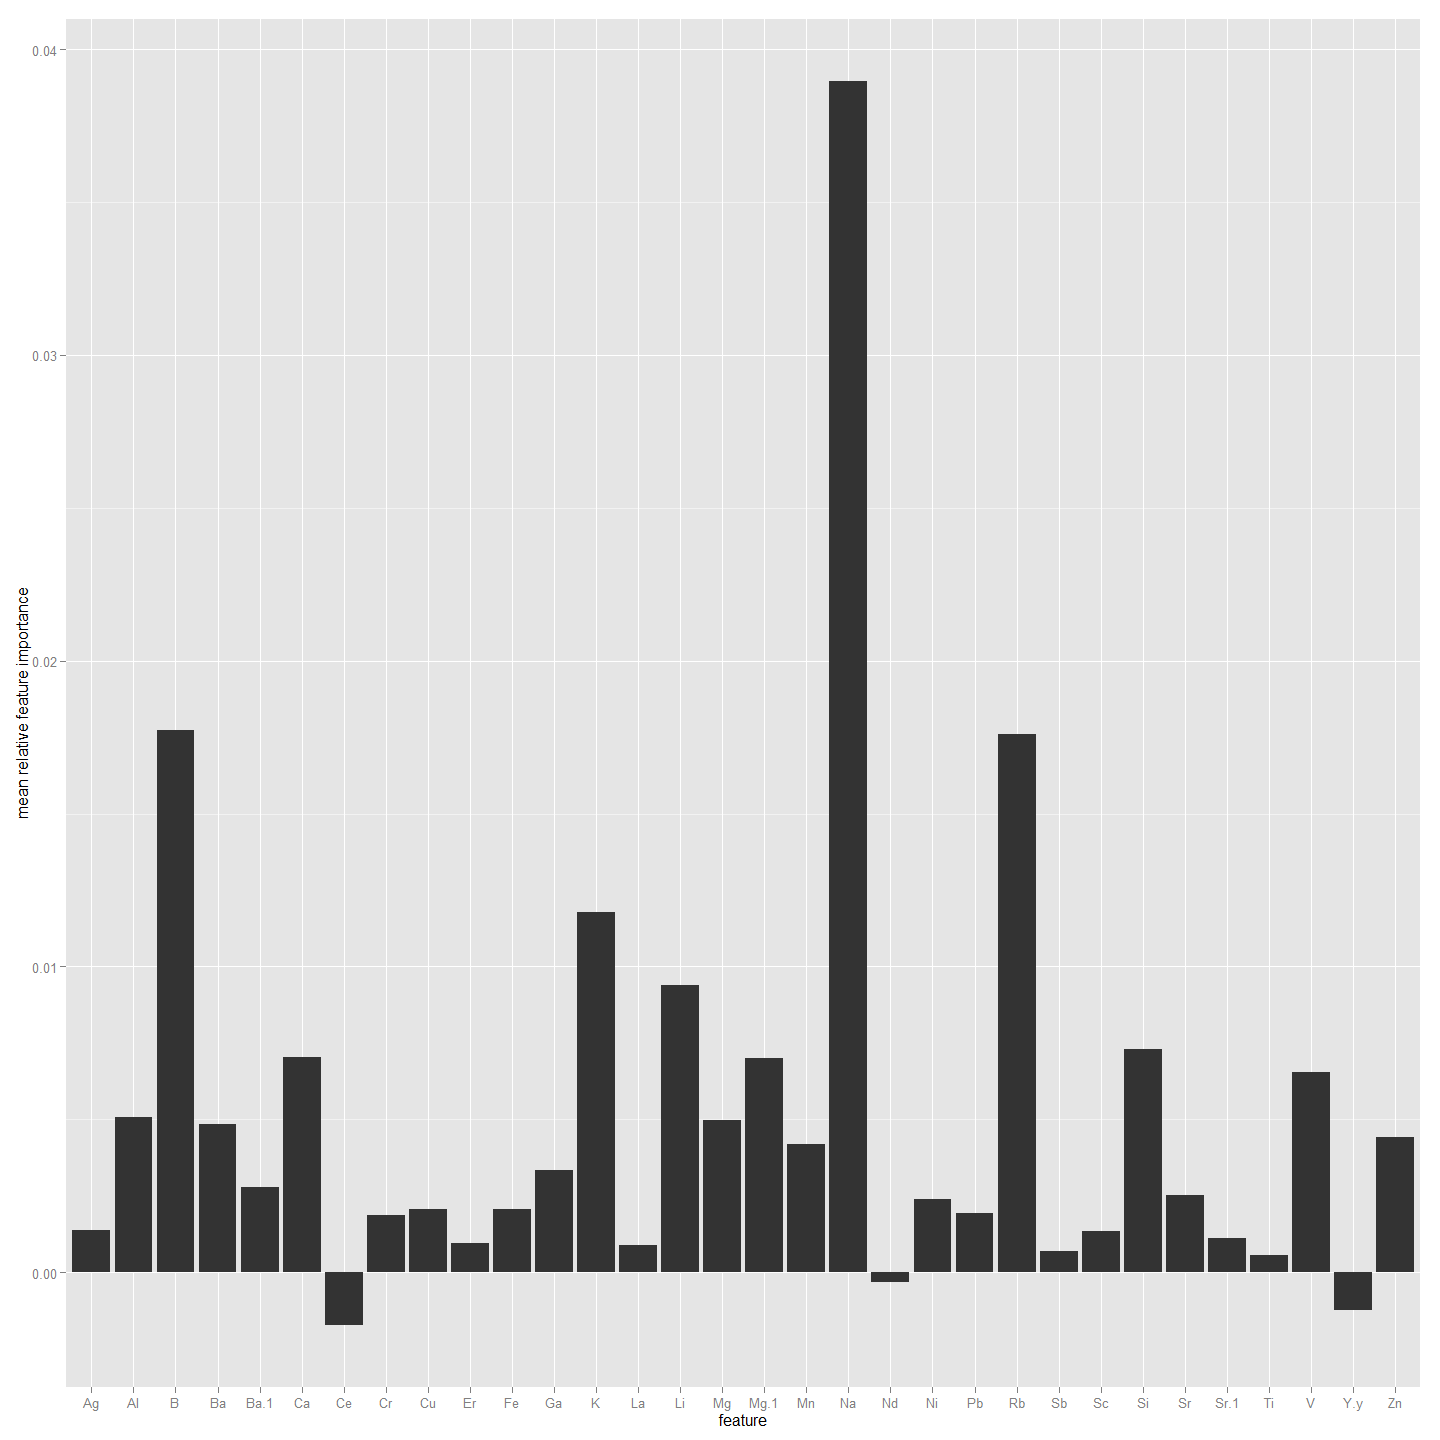 0.04
0.03
0.02
0.01
0.00
mean relative feature importance
Ag Al B Ba Ba.1 Ca Ce Cr Cu Er Fe Ga K La Li Mg Mg.1 Mn Na Nd Ni Pb Rb Sb Sc Si Sr Sr.1 Ti V Y.y Zn
feature